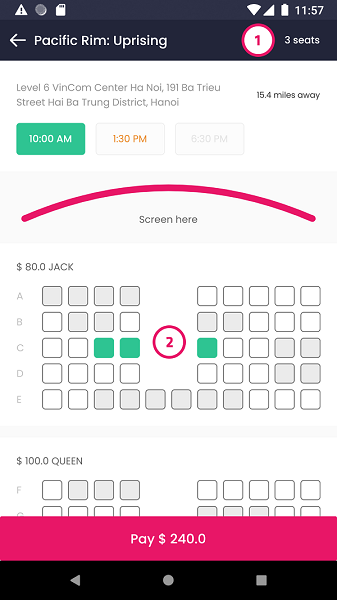 11:57
Pacific Rim: Uprising
1
3 seats
Level 6 VinCom Center Ha Noi, 191 Ba Trieu
Street Hai Ba Trung District, Hanoi
15.4 miles away
10:00 AM
1:30 PM
6:30 PM
Screen here
$ 80.0 JACK
A
B
C
2
D
E
$ 100.0 QUEEN
F
G
Pay $ 240.0